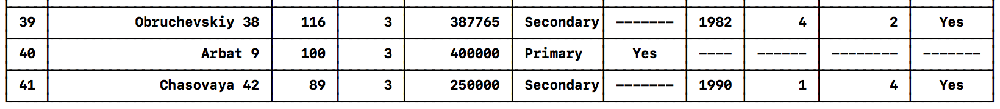 39 Obruchevskiy 38 116 3 387765 Secondary ------- 1982 4 2 Yes
40 Arbat 9 100 3 400000 Primary Yes ---- ------ -------- -------
41 Chasovaya 42 89 3 250000 Secondary ------- 1990 1 4 Yes